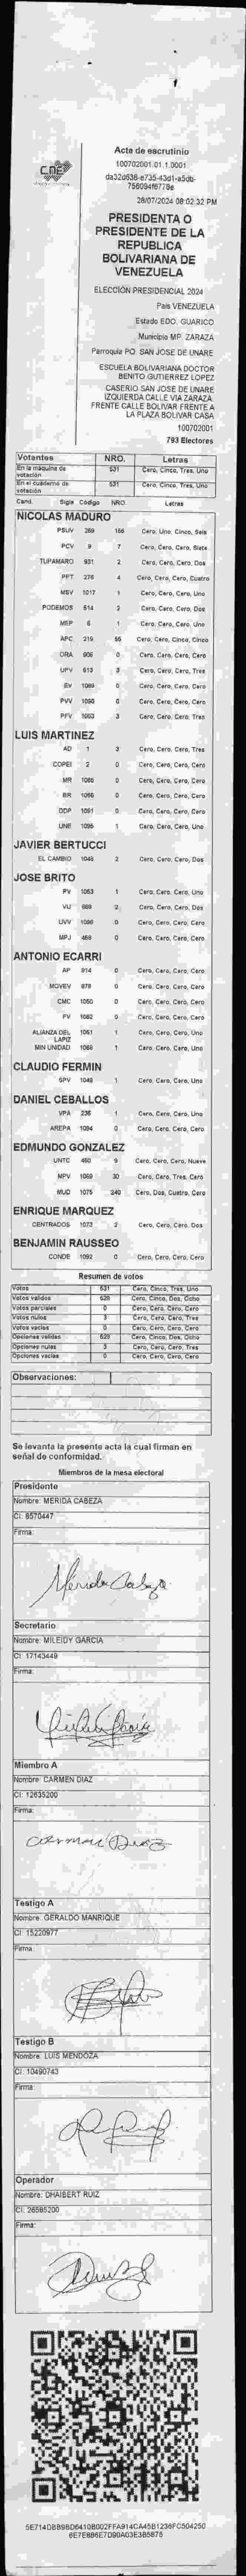 CNE
Acta de escrutinio
100702001.01.1.0001
28/07/2024 08:02:32 PM
PRESIDENTA O
PRESIDENTE DE LA
REPUBLICA
BOLIVARIANA DE
VENEZUELA
ELECCIÓN PRESIDENCIAL 2024
País VENEZUELA
Estado EDO. GUARICO
Municipio MP. ZARAZA
Parroquia PQ. SAN JOSE DE UNARE
ESCUELA BOLIVARIANA DOCTOR
BENITO GUTIERREZ LOPEZ
CASERIO SAN JOSE DE UNARE
IZQUIERDA CALLE VIA ZARAZA.
FRENTE CALLE BOLIVAR FRENTE A
LA PLAZA BOLIVAR CASA
100702001
793 Electores
Votantes NRO. Letras
En la máquina de votación 531 Cero, Cinco, Tres, Uno
En el cuaderno de votación 531 Cero, Cinco, Tres, Uno
Cand. Sigla Código NRO. Letras
NICOLAS MADURO
PSUV 269 156 Cero, Uno, Cinco, Seis
PCV 9 7 Cero, Cero, Cero, Siete
TUPAMARO 931 2 Cero, Cero, Cero, Dos
PPT 276 4 Cero, Cero, Cero, Cuatro
MSV 1017 1 Cero, Cero, Cero, Uno
PODEMOS 514 2 Cero, Cero, Cero, Dos
MEP 6 1 Cero, Cero, Cero, Uno
APC 219 55 Cero, Cero, Cinco, Cinco
ORA 906 0 Cero, Cero, Cero, Cero
UPV 613 3 Cero, Cero, Cero, Tres
EV 1089 0 Cero, Cero, Cero, Cero
PVV 1090 0 Cero, Cero, Cero, Cero
PFV 1093 3 Cero, Cero, Cero, Tres
LUIS MARTINEZ
AD 1 3 Cero, Cero, Cero, Tres
COPEI 2 0 Cero, Cero, Cero, Cero
MR 1085 0 Cero, Cero, Cero, Cero
BR 1066 0 Cero, Cero, Cero, Cero
DDP 1091 0 Cero, Cero, Cero, Cero
UNE 1095 1 Cero, Cero, Cero, Uno
JAVIER BERTUCCI
EL CAMBIO 1048 2 Cero, Cero, Cero, Dos
JOSE BRITO
PV 1053 1 Cero, Cero, Cero, Uno
VU 868 2 Cero, Cero, Cero, Dos
UVV 1086 0 Cero, Cero, Cero, Cero
MPJ 468 0 Cero, Cero, Cero, Cero
ANTONIO ECARRI
AP 914 0 Cero, Cero, Cero, Cero
MOVEV 878 0 Cero, Cero, Cero, Cero
CMC 1050 0 Cero, Cero, Cero, Cero
FV 1082 0 Cero, Cero, Cero, Cero
ALIANZA DEL LAPIZ 1051 1 Cero, Cero, Cero, Uno
MIN UNIDAD 1068 1 Cero, Cero, Cero, Uno
CLAUDIO FERMIN
SPV 1049 1 Cero, Cero, Cero, Uno
DANIEL CEBALLOS
VPA 236 1 Cero, Cero, Cero, Uno
AREPA 1094 0 Cero, Cero, Cero, Cero
EDMUNDO GONZALEZ
UNTC 460 9 Cero, Cero, Cero, Nueve
MPV 1069 30 Cero, Cero, Tres, Cero
MUD 1075 240 Cero, Dos, Cuatro, Cero
ENRIQUE MARQUEZ
CENTRADOS 1073 2 Cero, Cero, Cero, Dos
BENJAMIN RAUSSEO
CONDE 1092 0 Cero, Cero, Cero, Cero
Resumen de votos
Votos 531 Cero, Cinco, Tres, Uno
Votos validos 528 Cero, Cinco, Dos, Ocho
Votos parciales 0 Cero, Cero, Cero, Cero
Votos nulos 3 Cero, Cero, Cero, Tres
Votos vacios 0 Cero, Cero, Cero, Cero
Opciones validas 528 Cero, Cinco, Dos, Ocho
Opciones nulas 3 Cero, Cero, Cero, Tres
Opciones vacias 0 Cero, Cero, Cero, Cero
Observaciones:
Se levanta la presente acta la cual firman en
señal de conformidad.
Miembros de la mesa electoral
Presidente
Nombre: MERIDA CABEZA
CI: 8570447
Firma:
Merida Cabeza
Secretario
Nombre: MILEIDY GARCIA
CI: 17143449
Firma:
Miembro A
Nombre: CARMEN DIAZ
CI: 12635200
Firma:
Carmen Diaz
Testigo A
Nombre: GERALDO MANRIQUE
CI: 15220977
Firma:
Testigo B
Nombre: LUIS MENDOZA
CI: 10490743
Firma:
Operador
Nombre: DHAIBERT RUIZ
CI: 26565200
Firma: